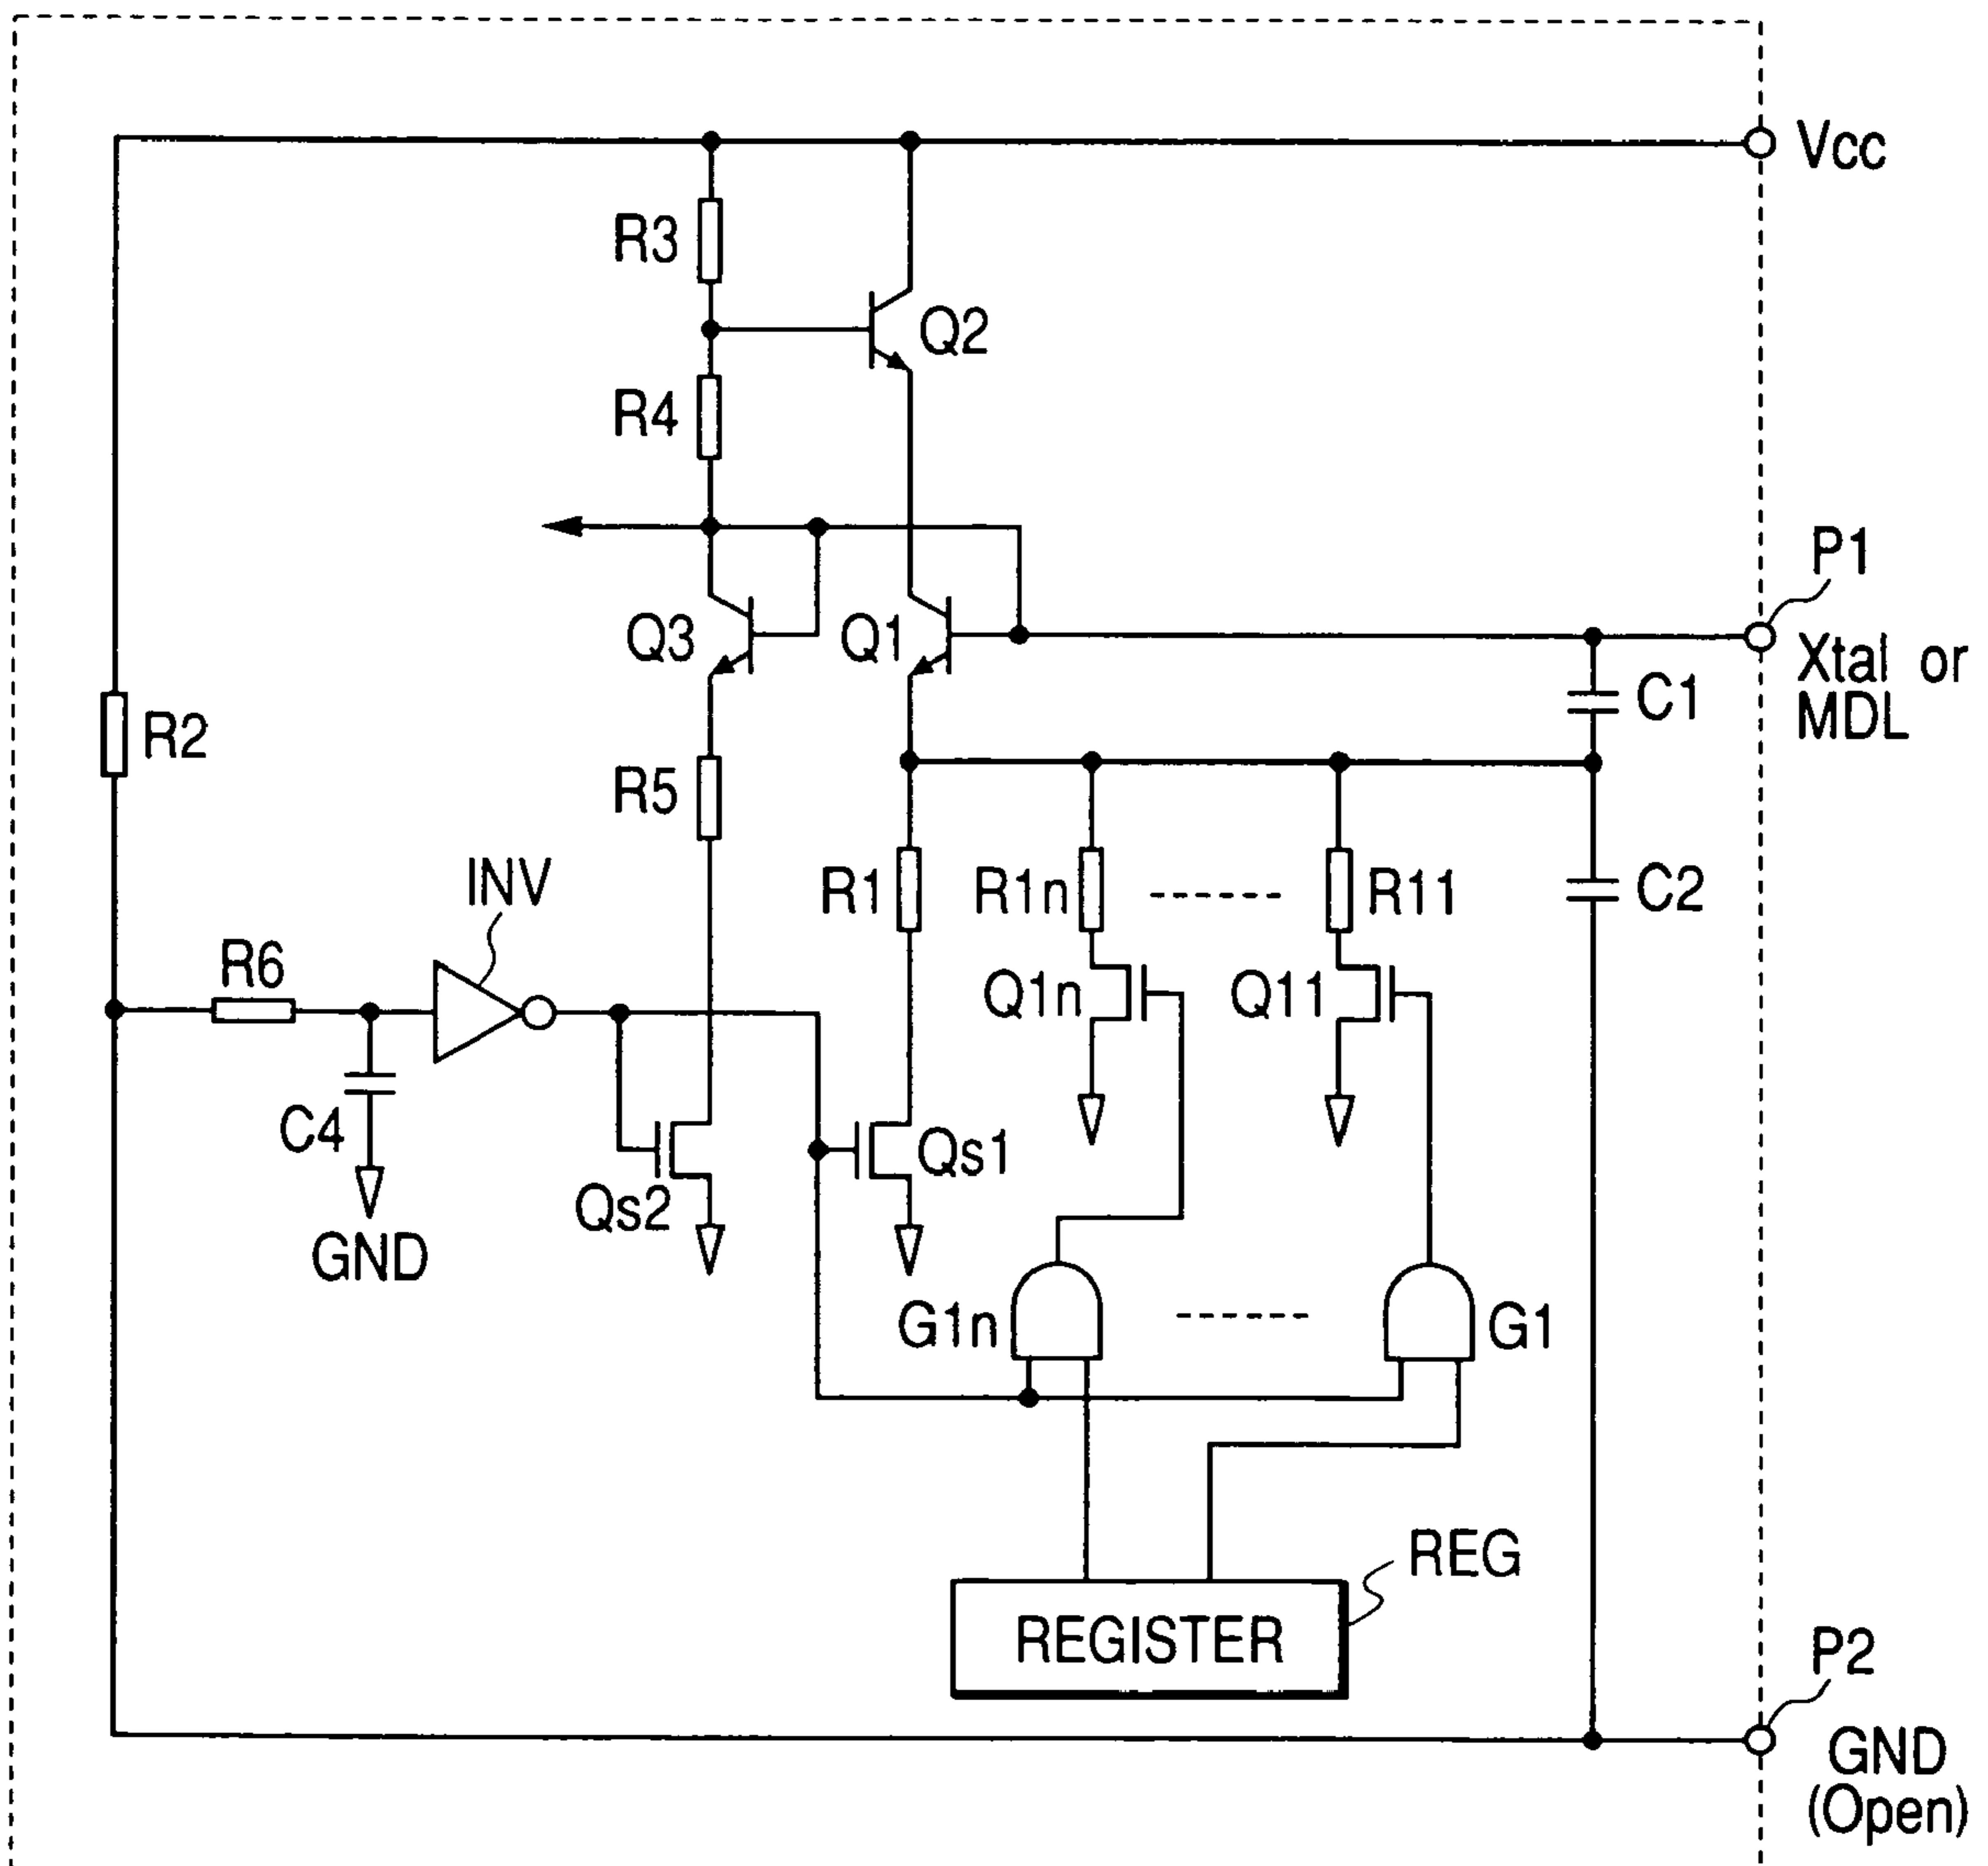 Vcc
R3
Q2
R4
P1
Q3
Q1
Xtal or
MDL
C1
R2
R5
INV
R1
R1n
R11
C2
R6
Q1n
Q11
C4
Qs1
Qs2
GND
G1n
G1
REG
REGISTER
P2
GND
(Open)